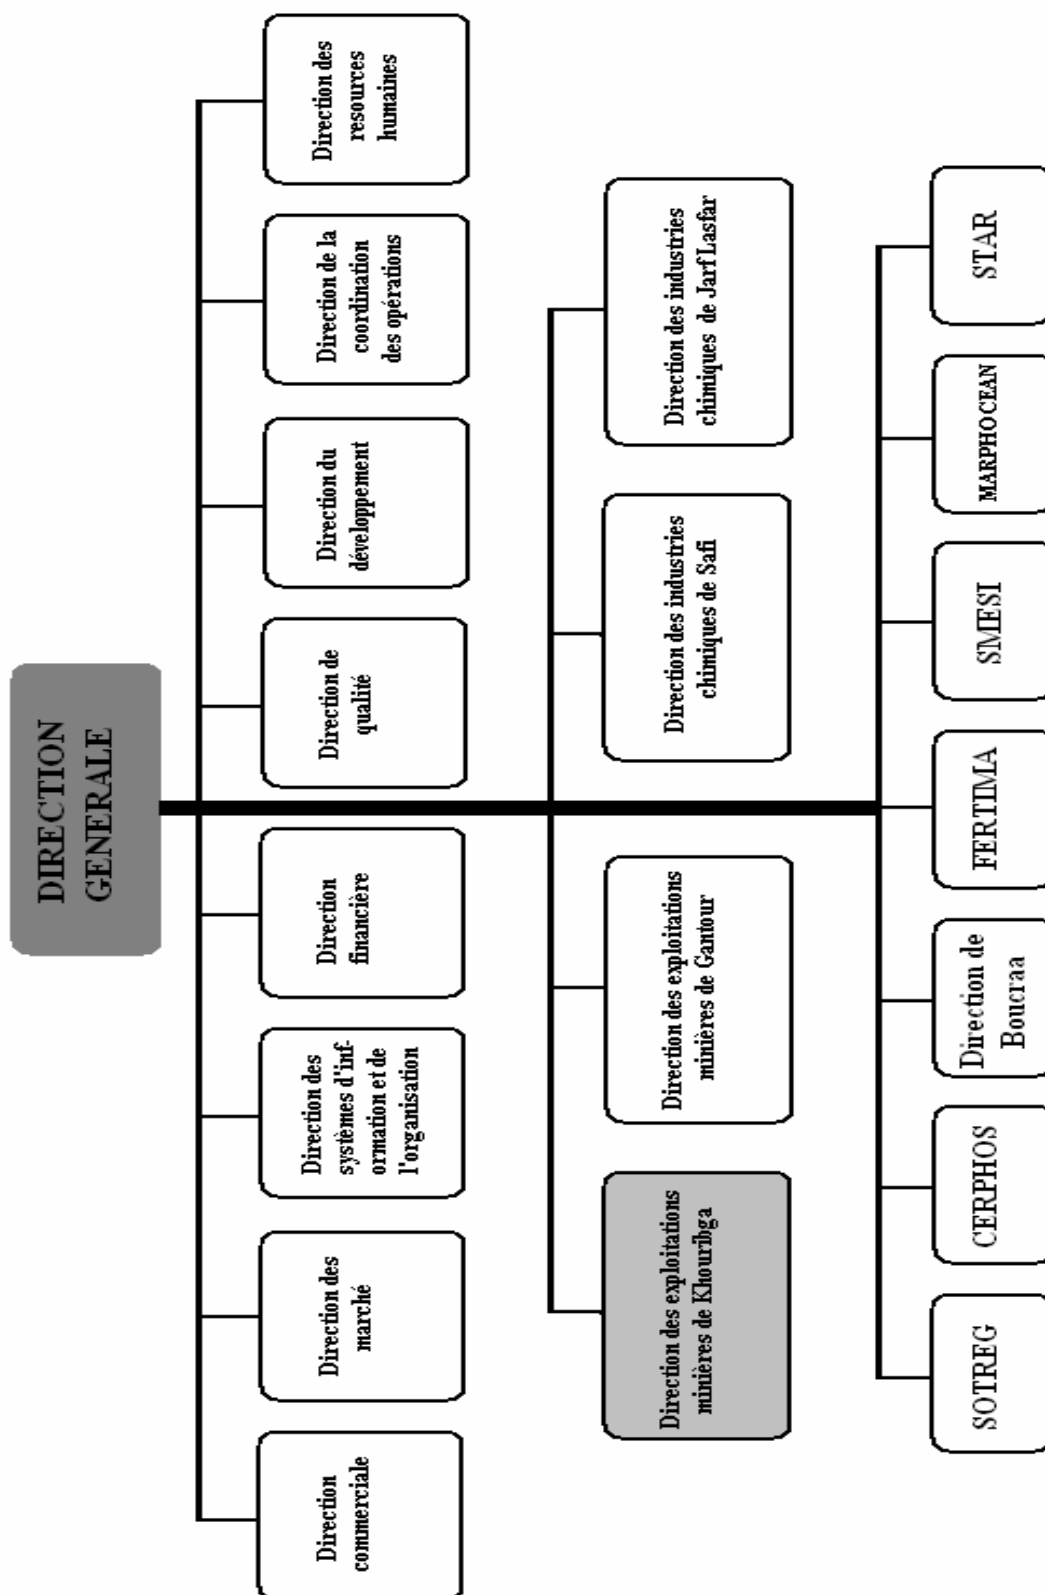 DIRECTION
GENERALE
Direction
commerciale
Direction des
marché
Direction des
systèmes d'inf-
ormation et de
l'organisation
Direction
financière
Direction de
qualité
Direction du
développement
Direction de la
coordination
des opérations
Direction des
resources
humaines
Direction des exploitations
minières de Khouribga
Direction des exploitations
minières de Gantour
Direction des industries
chimiques de Safi
Direction des industries
chimiques de Jarf Lasfar
SOTREG
CERPHOS
Direction de
Boucraa
FERTIMA
SMESI
MARPHOCEAN
STAR